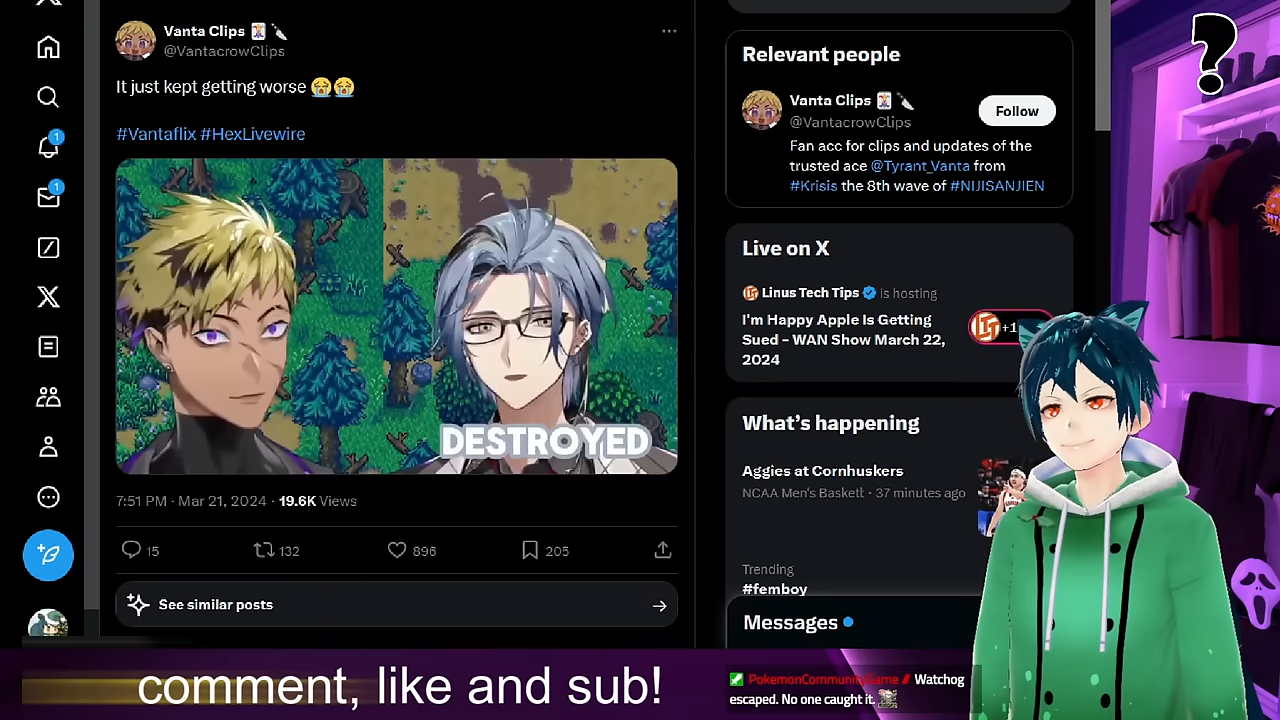 Vanta Clips
@VantacrowClips
It just kept getting worse 😭😭
#Vantaflix #HexLivewire
DESTROYED
7:51 PM · Mar 21, 2024 · 19.6K Views
15
132
896
205
See similar posts
Relevant people
Vanta Clips
@VantacrowClips
Follow
Fan acc for clips and updates of the
trusted ace @Tyrant_Vanta from
#Krisis the 8th wave of #NIJISANJIEN
Live on X
Linus Tech Tips is hosting
I'm Happy Apple Is Getting
Sued - WAN Show March 22,
2024
+1
What's happening
Aggies at Cornhuskers
NCAA Men's Basketb · 37 minutes ago
Trending
#femboy
Messages
1
1
?
comment, like and sub!
PokemonCommunityGame Watchog
escaped. No one caught it.